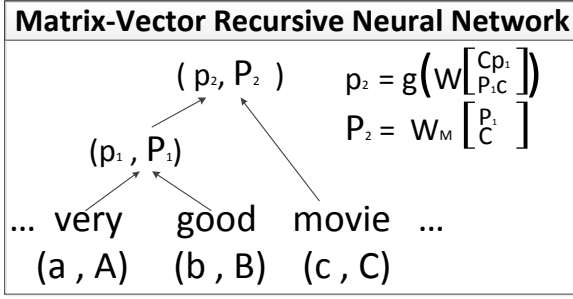 Matrix-Vector Recursive Neural Network
( p₂, P₂ ) p₂ = g(W[Cp₁
P₁c])
P₂ = W_M [P₁
C]
(p₁ , P₁)
... very good movie ...
(a , A) (b , B) (c , C)